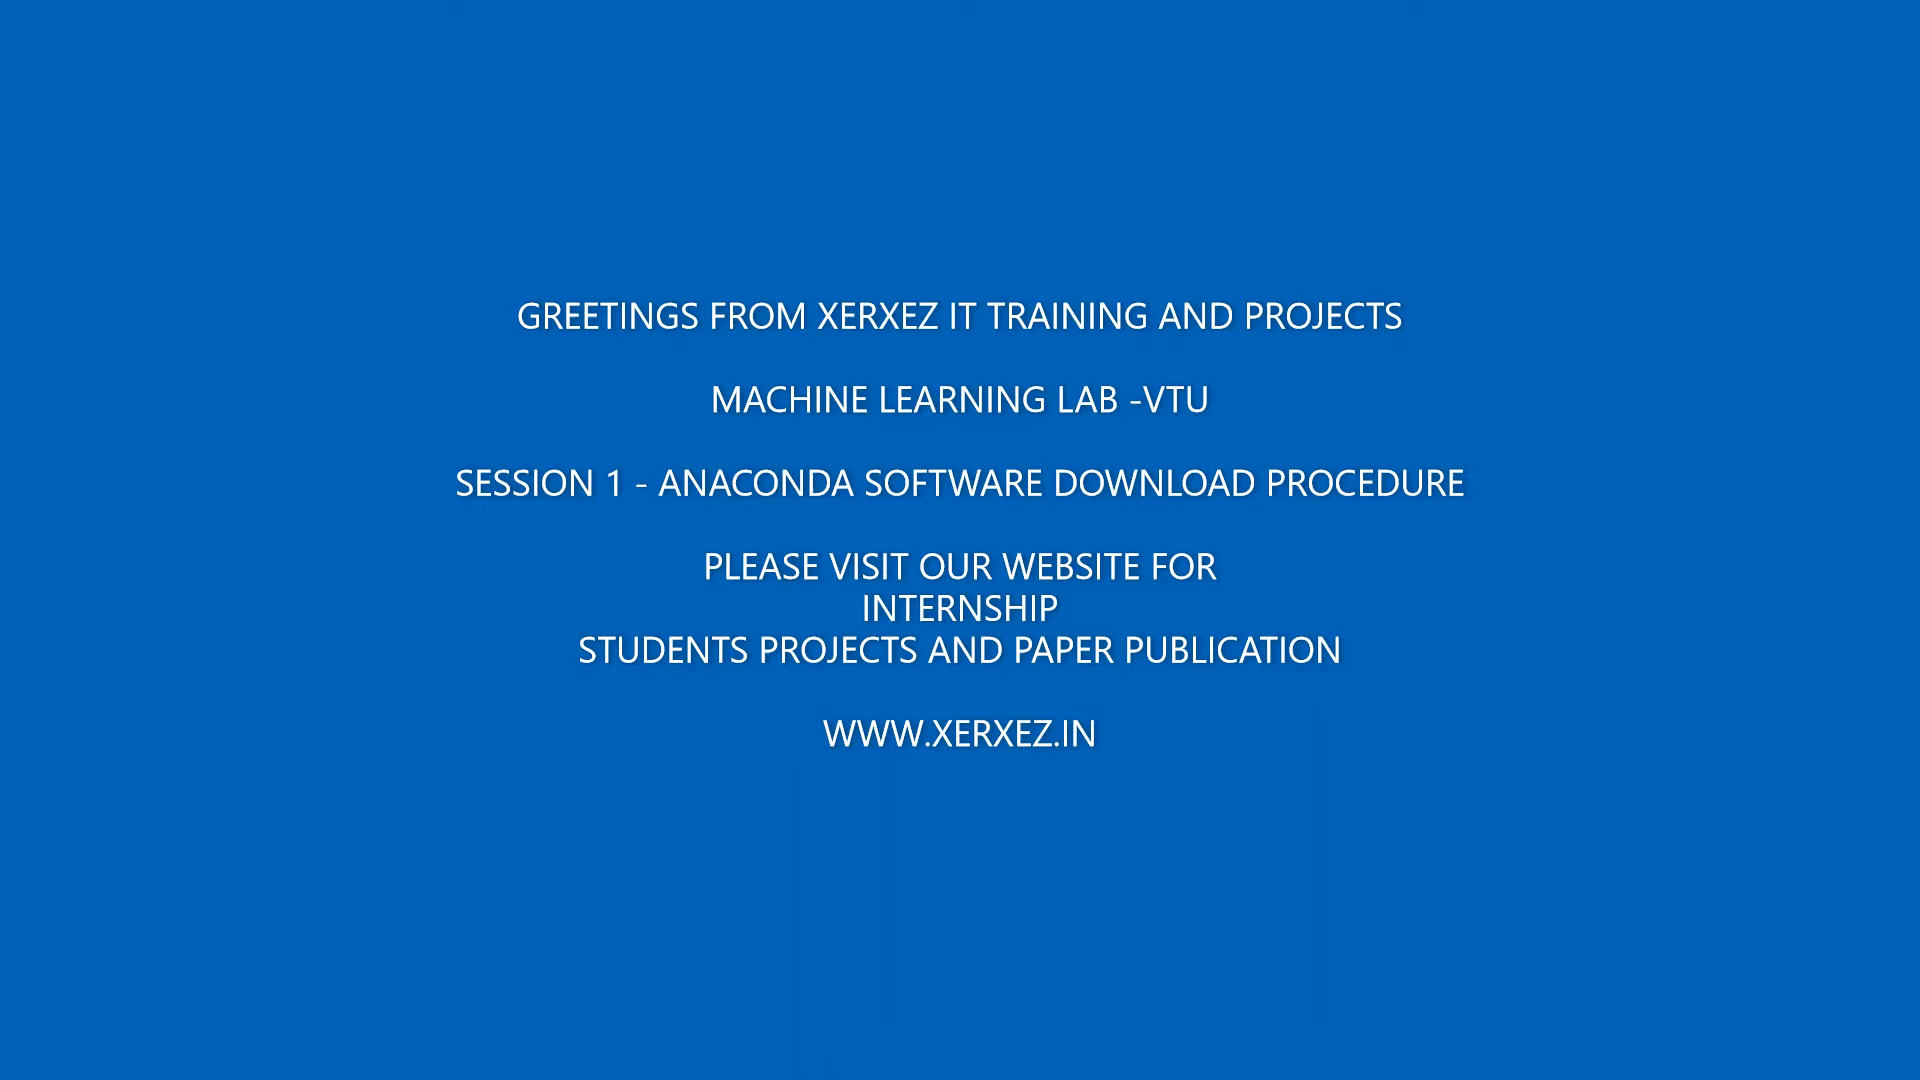 GREETINGS FROM XERXEZ IT TRAINING AND PROJECTS
MACHINE LEARNING LAB -VTU
SESSION 1 - ANACONDA SOFTWARE DOWNLOAD PROCEDURE
PLEASE VISIT OUR WEBSITE FOR
INTERNSHIP
STUDENTS PROJECTS AND PAPER PUBLICATION
WWW.XERXEZ.IN